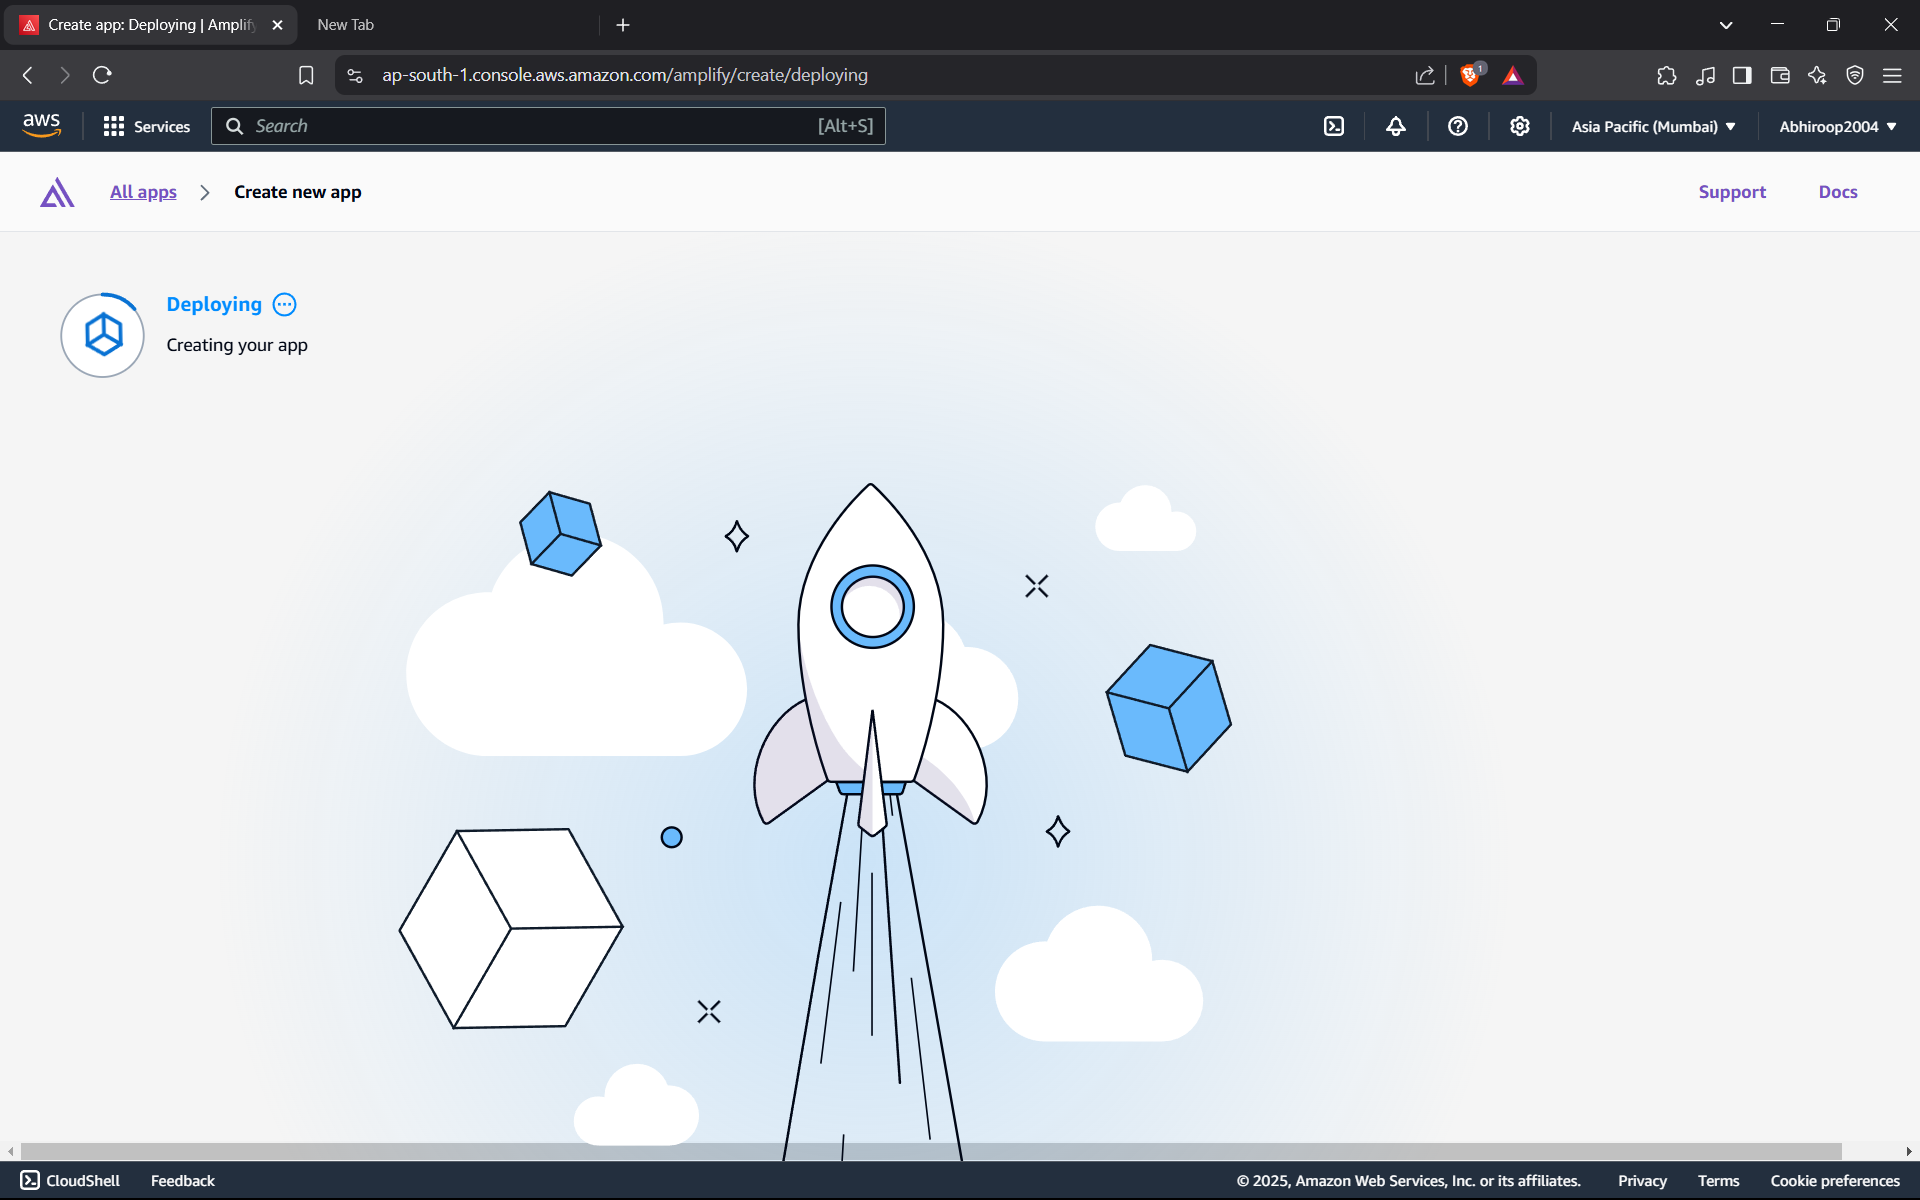 Create app: Deploying | Amplify
New Tab
ap-south-1.console.aws.amazon.com/amplify/create/deploying
1
aws
Services
Search
[Alt+S]
Asia Pacific (Mumbai)
Abhiroop2004
All apps
Create new app
Support
Docs
Deploying
Creating your app
CloudShell
Feedback
© 2025, Amazon Web Services, Inc. or its affiliates.
Privacy
Terms
Cookie preferences